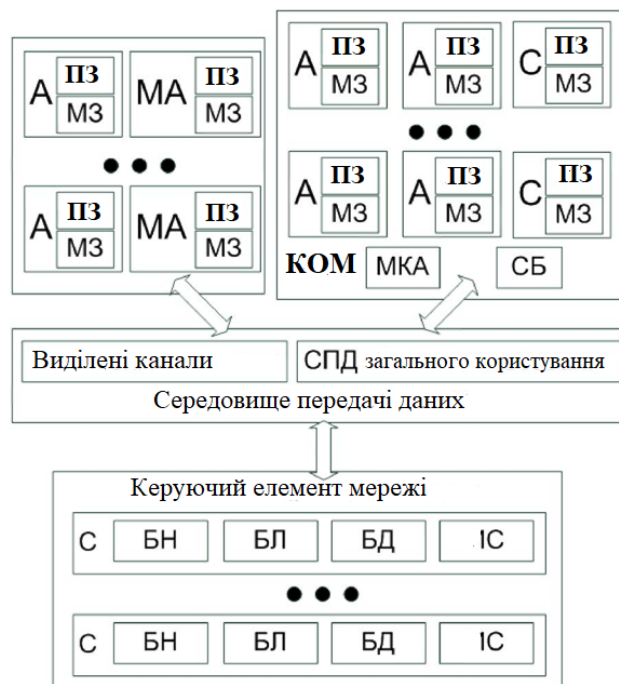 ПЗ ПЗ
А МА
МЗ МЗ
ПЗ ПЗ
А МА
МЗ МЗ
ПЗ ПЗ ПЗ
А А С
МЗ МЗ МЗ
ПЗ ПЗ ПЗ
А А С
МЗ МЗ МЗ
КОМ МКА СБ
Виділені канали
СПД загального користування
Середовище передачі даних
Керуючий елемент мережі
С БН БЛ БД ІС
С БН БЛ БД ІС